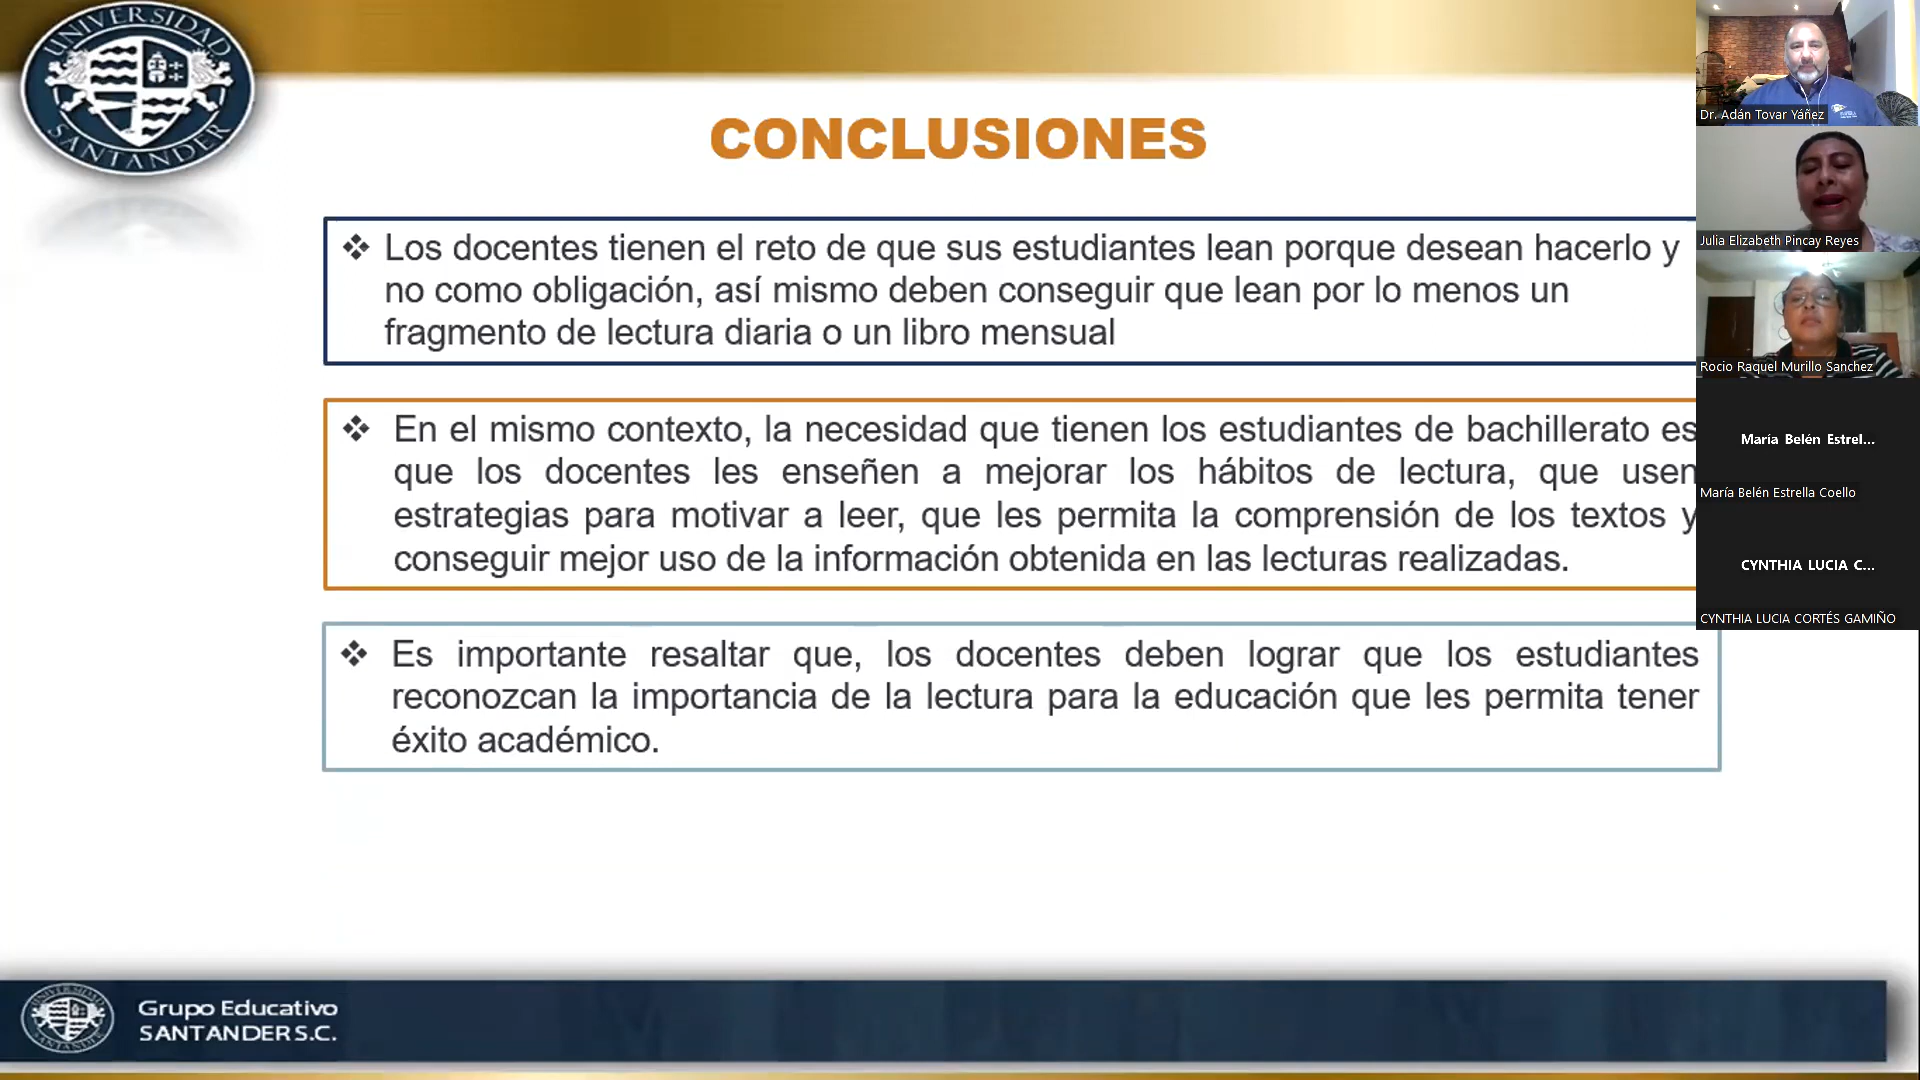 UNIVERSIDAD
SANTANDER
CONCLUSIONES
❖ Los docentes tienen el reto de que sus estudiantes lean porque desean hacerlo y
no como obligación, así mismo deben conseguir que lean por lo menos un
fragmento de lectura diaria o un libro mensual
❖ En el mismo contexto, la necesidad que tienen los estudiantes de bachillerato es
que los docentes les enseñen a mejorar los hábitos de lectura, que usen
estrategias para motivar a leer, que les permita la comprensión de los textos y
conseguir mejor uso de la información obtenida en las lecturas realizadas.
❖ Es importante resaltar que, los docentes deben lograr que los estudiantes
reconozcan la importancia de la lectura para la educación que les permita tener
éxito académico.
Dr. Adán Tovar Yáñez
Julia Elizabeth Pincay Reyes
Rocio Raquel Murillo Sanchez
María Belén Estrel...
María Belén Estrella Coello
CYNTHIA LUCIA C...
CYNTHIA LUCIA CORTÉS GAMIÑO
UNIVERSIDAD
SANTANDER
Grupo Educativo
SANTANDER S.C.